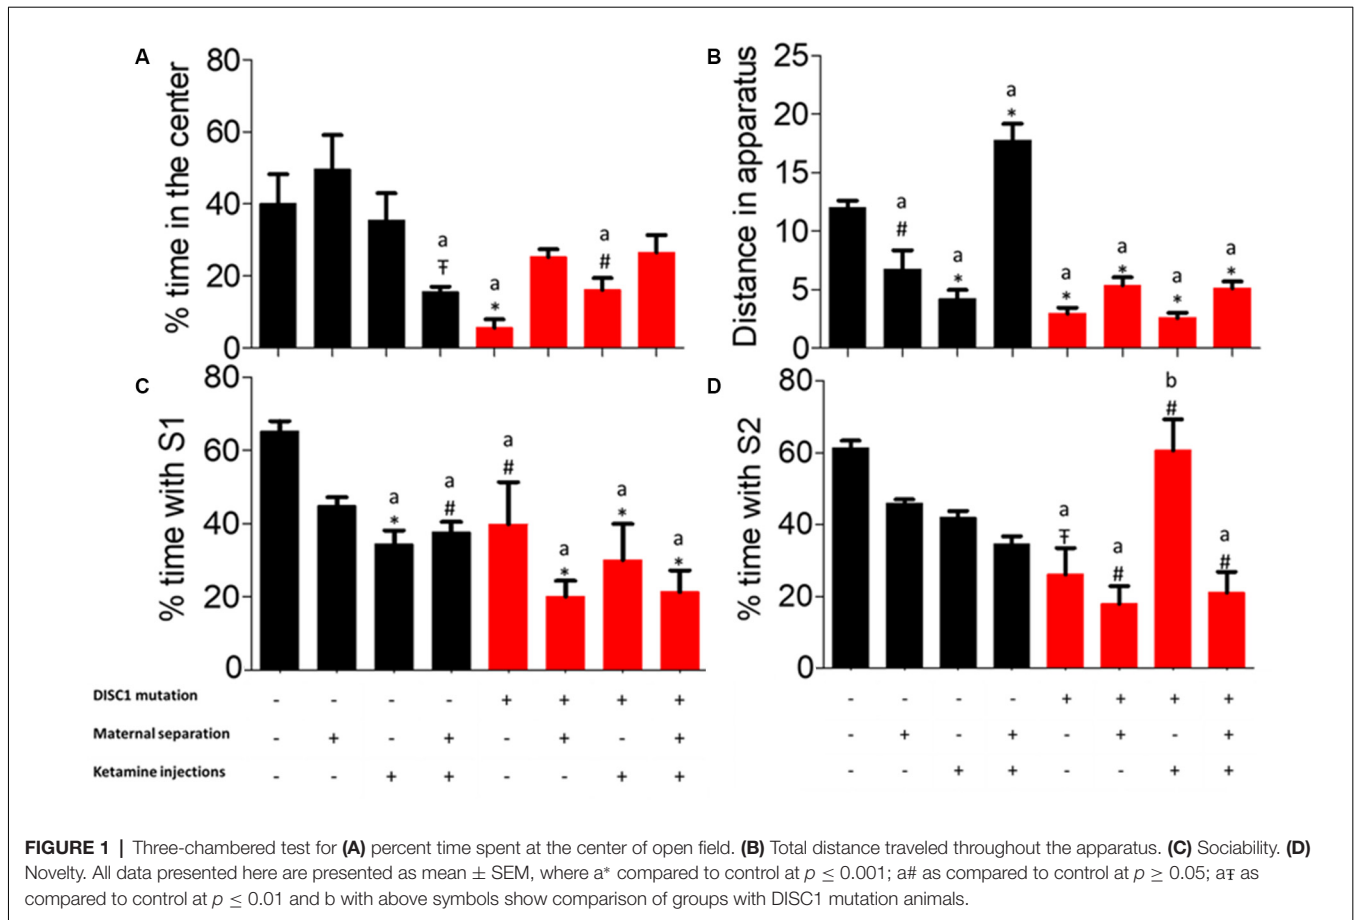 A
% time in the center
80
60
40
20
0
a
Ŧ
a
*
a
#
B
Distance in apparatus
25
20
15
10
5
0
a
#
a
*
a
*
a
*
a
*
a
*
a
*
C
% time with S1
80
60
40
20
0
a
*
a
#
a
#
a
*
a
*
a
*
D
% time with S2
80
60
40
20
0
a
Ŧ
a
#
b
#
a
#
DISC1 mutation - - - - + + + +
Maternal separation - + - + - + - +
Ketamine injections - - + + - - + +
- - - - + + + +
- + - + - + - +
- - + + - - + +
FIGURE 1 | Three-chambered test for (A) percent time spent at the center of open field. (B) Total distance traveled throughout the apparatus. (C) Sociability. (D)
Novelty. All data presented here are presented as mean ± SEM, where a* compared to control at p ≤ 0.001; a# as compared to control at p ≥ 0.05; aŦ as
compared to control at p ≤ 0.01 and b with above symbols show comparison of groups with DISC1 mutation animals.